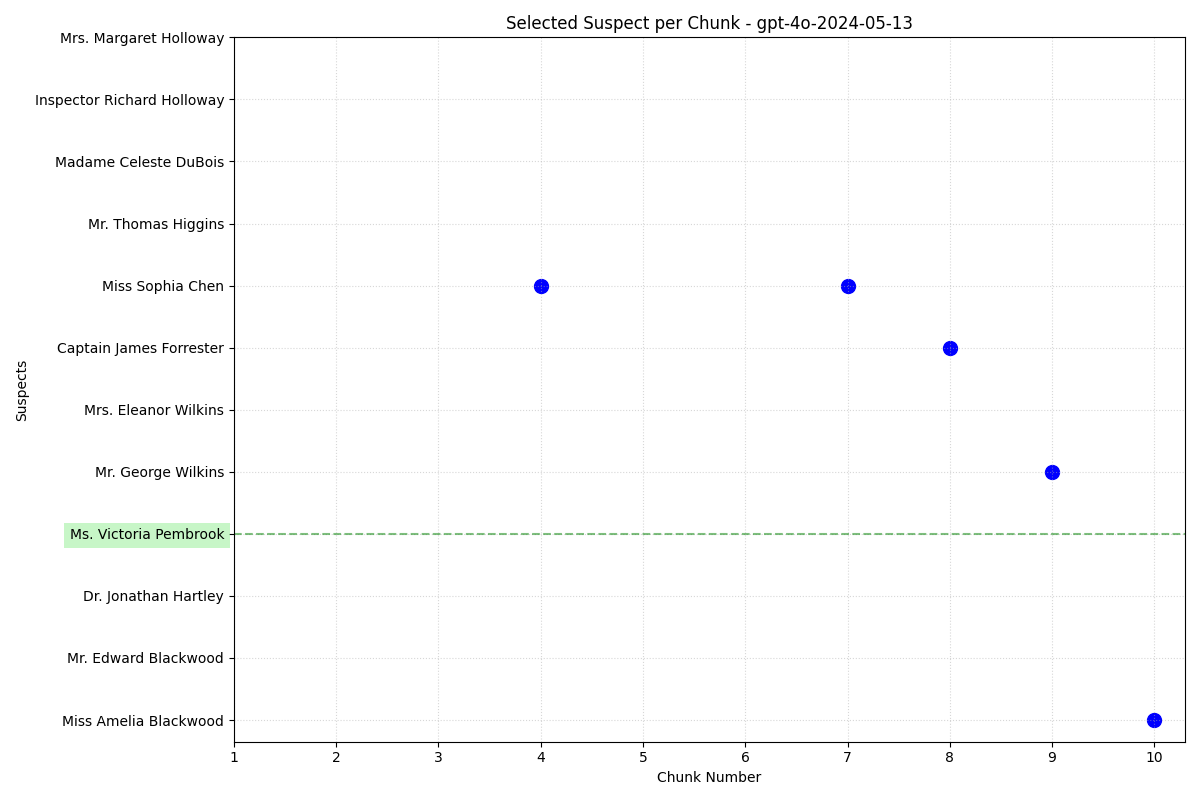 Selected Suspect per Chunk - gpt-4o-2024-05-13
Mrs. Margaret Holloway
Inspector Richard Holloway
Madame Celeste DuBois
Mr. Thomas Higgins
Miss Sophia Chen
Captain James Forrester
Mrs. Eleanor Wilkins
Mr. George Wilkins
Ms. Victoria Pembrook
Dr. Jonathan Hartley
Mr. Edward Blackwood
Miss Amelia Blackwood
Suspects
1 2 3 4 5 6 7 8 9 10
Chunk Number